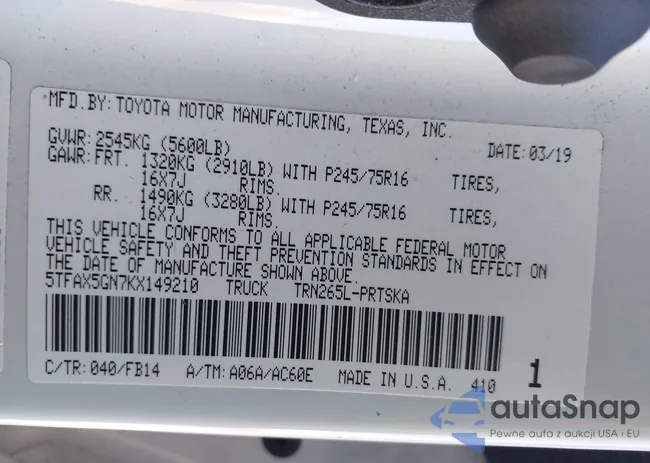 MFD.BY: TOYOTA MOTOR MANUFACTURING, TEXAS, INC.
GVWR: 2545KG (5600LB) DATE: 03/19
GAWR: FRT. 1320KG (2910LB) WITH P245/75R16 TIRES,
16X7J RIMS.
RR. 1490KG (3280LB) WITH P245/75R16 TIRES,
16X7J RIMS.
THIS VEHICLE CONFORMS TO ALL APPLICABLE FEDERAL MOTOR
VEHICLE SAFETY AND THEFT PREVENTION STANDARDS IN EFFECT ON
THE DATE OF MANUFACTURE SHOWN ABOVE.
5TFAX5GN7KX149210 TRUCK TRN265L-PRTSKA
C/TR: 040/FB14 A/TM: A06A/AC60E MADE IN U.S.A. 410 1
autaSnap
Pewne auta z aukcji USA i EU